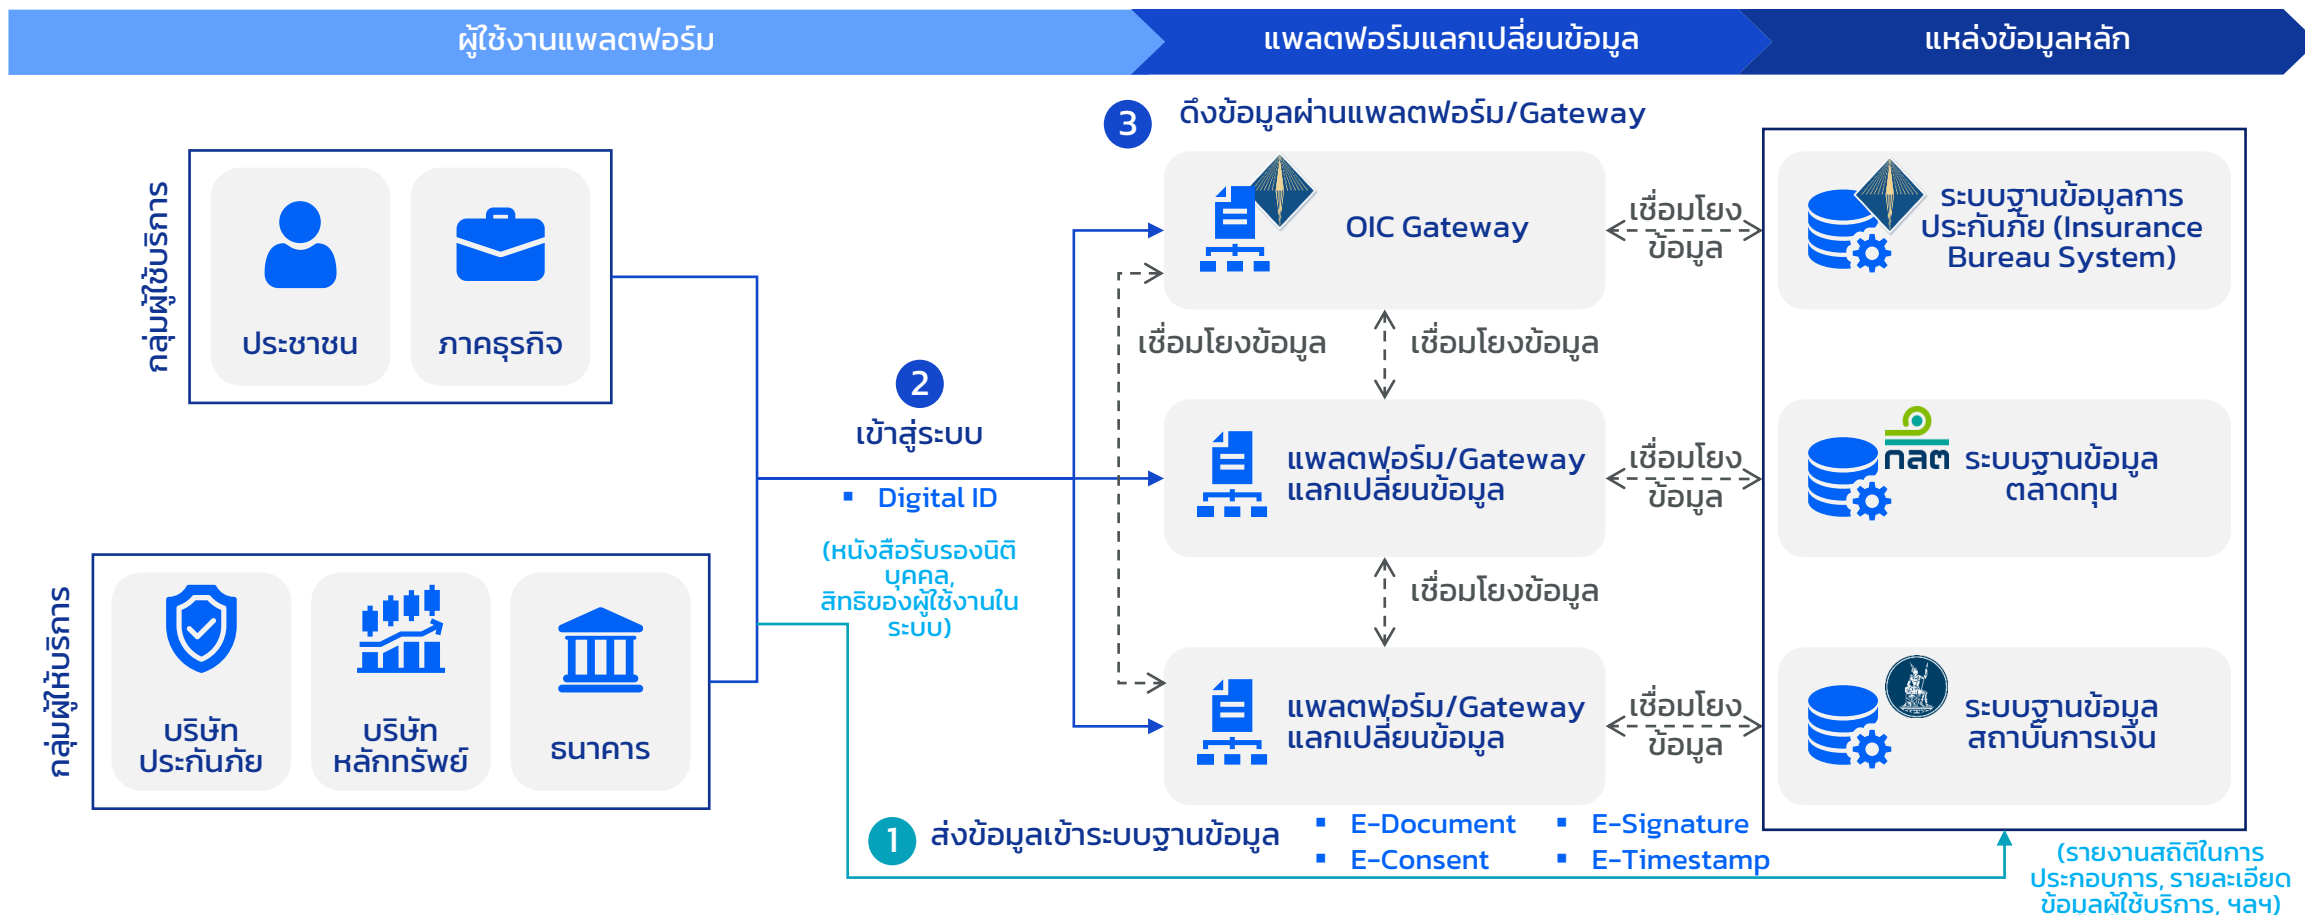 ผู้ใช้งานแพลตฟอร์ม
แพลตฟอร์มแลกเปลี่ยนข้อมูล
แหล่งข้อมูลหลัก
3
ดึงข้อมูลผ่านแพลตฟอร์ม/Gateway
กลุ่มผู้ใช้บริการ
ประชาชน
ภาคธุรกิจ
OIC Gateway
เชื่อมโยง
ข้อมูล
ระบบฐานข้อมูลการ
ประกันภัย (Insurance
Bureau System)
เชื่อมโยงข้อมูล
เชื่อมโยงข้อมูล
2
เข้าสู่ระบบ
▪ Digital ID
(หนังสือรับรองนิติ
บุคคล,
สิทธิของผู้ใช้งานใน
ระบบ)
แพลตฟอร์ม/Gateway
แลกเปลี่ยนข้อมูล
เชื่อมโยง
ข้อมูล
กลต
ระบบฐานข้อมูล
ตลาดทุน
เชื่อมโยงข้อมูล
กลุ่มผู้ให้บริการ
บริษัท
ประกันภัย
บริษัท
หลักทรัพย์
ธนาคาร
แพลตฟอร์ม/Gateway
แลกเปลี่ยนข้อมูล
เชื่อมโยง
ข้อมูล
ระบบฐานข้อมูล
สถาบันการเงิน
1
ส่งข้อมูลเข้าระบบฐานข้อมูล
▪ E-Document
▪ E-Consent
▪ E-Signature
▪ E-Timestamp
(รายงานสถิติในการ
ประกอบการ, รายละเอียด
ข้อมูลผู้ใช้บริการ, ฯลฯ)